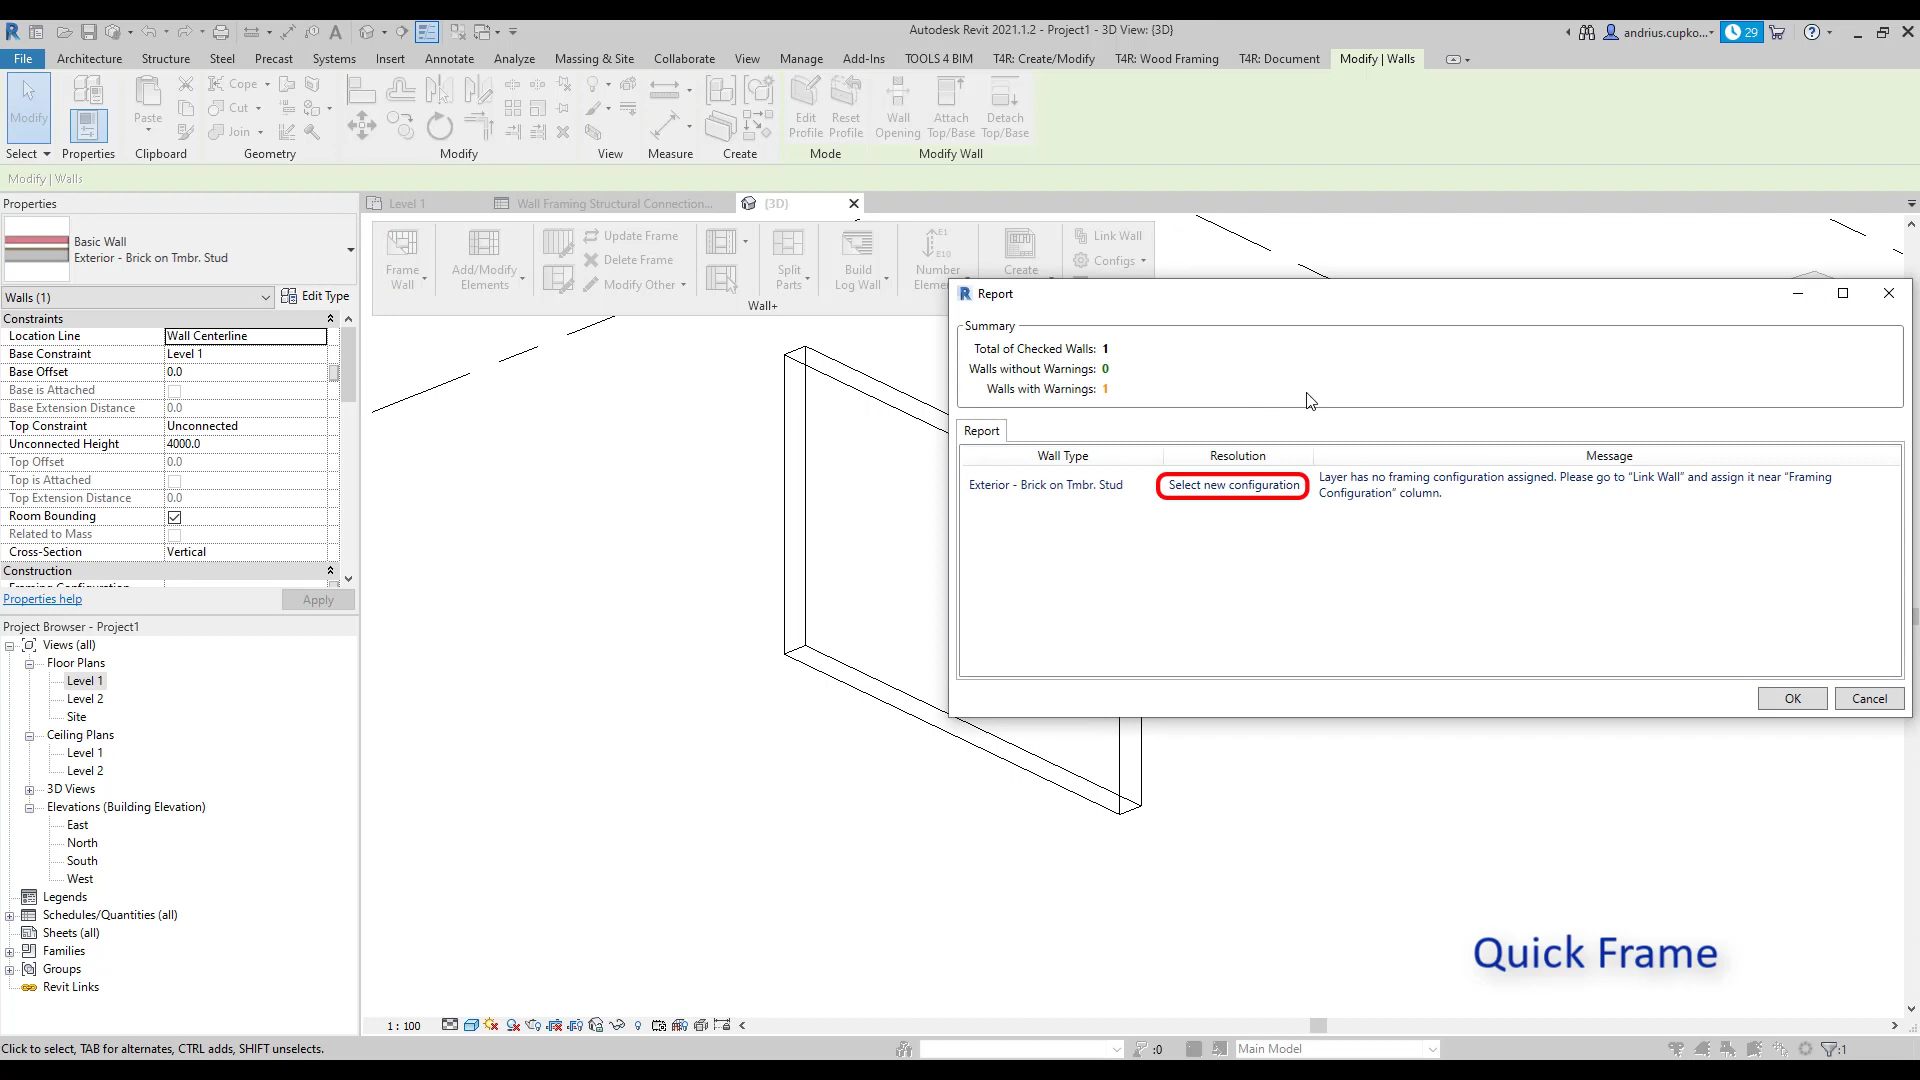 Autodesk Revit 2021.1.2 - Project1 - 3D View: {3D}
andrius.cupko...
29
File Architecture Structure Steel Precast Systems Insert Annotate Analyze Massing & Site Collaborate View Manage Add-Ins TOOLS 4 BIM T4R: Create/Modify T4R: Wood Framing T4R: Document Modify | Walls
Modify
Paste
Cope
Cut
Join
Edit Profile
Reset Profile
Wall Opening
Attach Top/Base
Detach Top/Base
Select Properties Clipboard Geometry Modify View Measure Create Mode Modify Wall
Modify | Walls
Properties
Basic Wall
Exterior - Brick on Tmbr. Stud
Walls (1)
Edit Type
Constraints
Location Line Wall Centerline
Base Constraint Level 1
Base Offset 0.0
Base is Attached
Base Extension Distance 0.0
Top Constraint Unconnected
Unconnected Height 4000.0
Top Offset 0.0
Top is Attached
Top Extension Distance 0.0
Room Bounding
Related to Mass
Cross-Section Vertical
Construction
Framing Configuration
Properties help
Apply
Project Browser - Project1
Views (all)
Floor Plans
Level 1
Level 2
Site
Ceiling Plans
Level 1
Level 2
3D Views
Elevations (Building Elevation)
East
North
South
West
Legends
Schedules/Quantities (all)
Sheets (all)
Families
Groups
Revit Links
Level 1
Wall Framing Structural Connection...
{3D}
Frame Wall
Add/Modify Elements
Update Frame
Delete Frame
Modify Other
Split Parts
Build Log Wall
E1
E10
Number
Create
Link Wall
Configs
Wall+
Report
Summary
Total of Checked Walls: 1
Walls without Warnings: 0
Walls with Warnings: 1
Report
Wall Type Resolution Message
Exterior - Brick on Tmbr. Stud
Select new configuration
Layer has no framing configuration assigned. Please go to “Link Wall” and assign it near “Framing
Configuration” column.
OK
Cancel
Quick Frame
1 : 100
Click to select, TAB for alternates, CTRL adds, SHIFT unselects.
:0
Main Model
:1